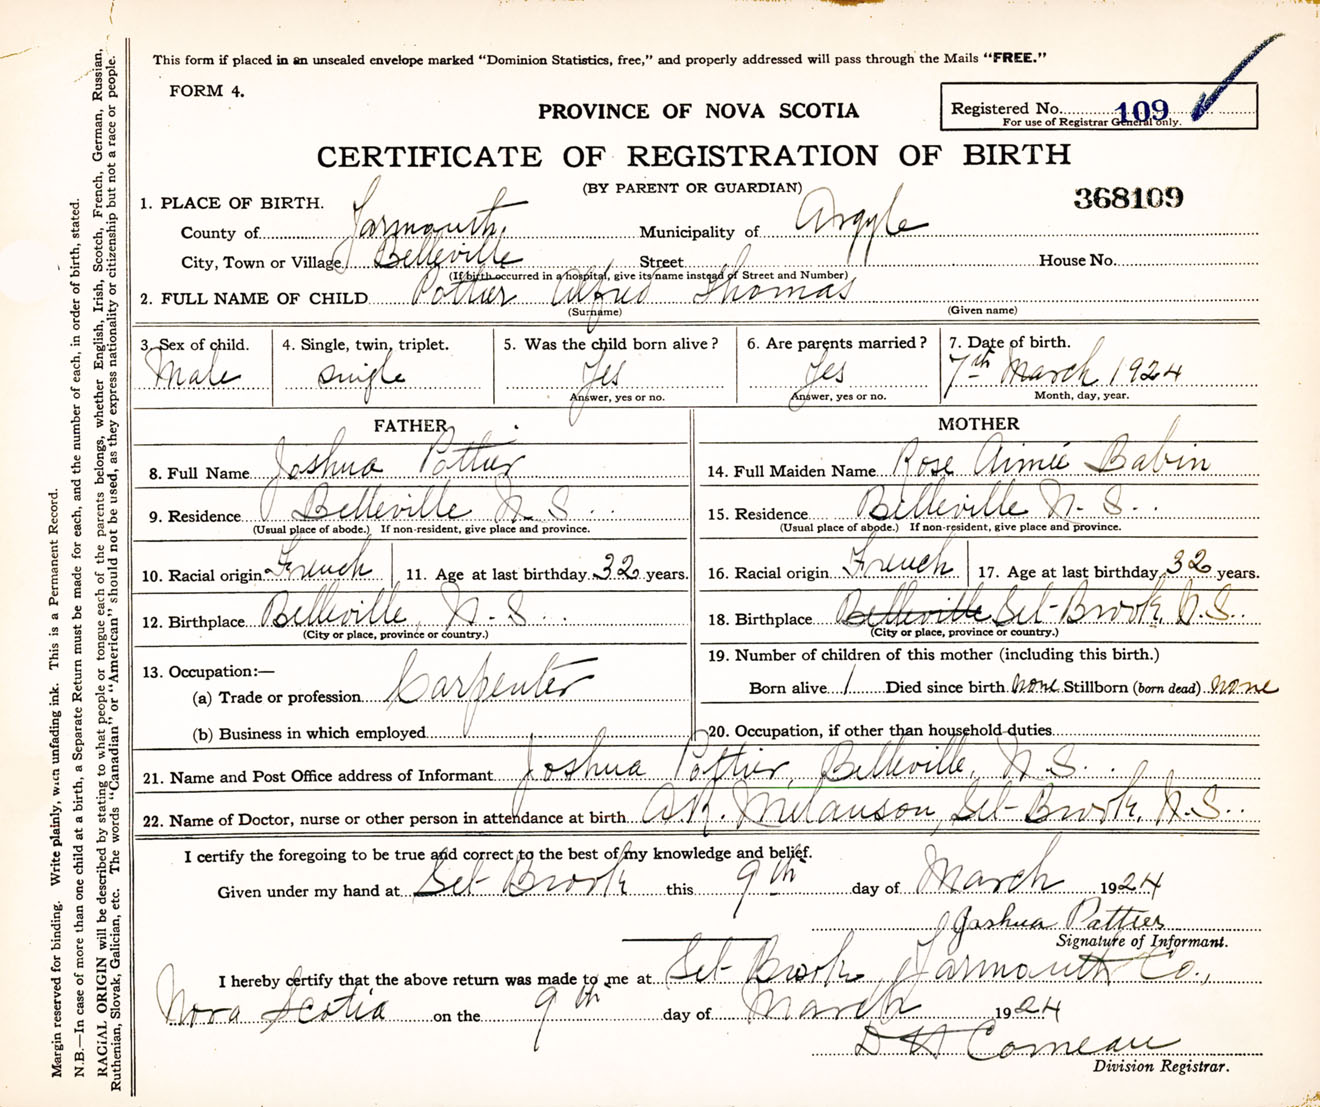 This form if placed in an unsealed envelope marked "Dominion Statistics, free," and properly addressed will pass through the Mails "FREE."
FORM 4.
PROVINCE OF NOVA SCOTIA
Registered No. 109
For use of Registrar General only.
CERTIFICATE OF REGISTRATION OF BIRTH
(BY PARENT OR GUARDIAN)
368109
1. PLACE OF BIRTH.
County of Yarmouth, Municipality of Argyle
City, Town or Village Belleville Street House No.
(If birth occurred in a hospital, give its name instead of Street and Number)
2. FULL NAME OF CHILD Pottier Alfred Thomas
(Surname) (Given name)
3. Sex of child. 4. Single, twin, triplet. 5. Was the child born alive? 6. Are parents married? 7. Date of birth.
Male single Yes Yes 7th March 1924
Answer, yes or no. Answer, yes or no. Month, day, year.
FATHER
8. Full Name Joshua Pottier
9. Residence Belleville N. S.
(Usual place of abode.) If non-resident, give place and province.
10. Racial origin French 11. Age at last birthday 32 years.
12. Birthplace Belleville, N. S.
(City or place, province or country.)
13. Occupation:—
(a) Trade or profession Carpenter
(b) Business in which employed
MOTHER
14. Full Maiden Name Rose Aimée Babin
15. Residence Belleville N. S.
(Usual place of abode.) If non-resident, give place and province.
16. Racial origin French 17. Age at last birthday 32 years.
18. Birthplace Belleville Sel-Brook, N.S.
(City or place, province or country.)
19. Number of children of this mother (including this birth.)
Born alive 1 Died since birth none Stillborn (born dead) none
20. Occupation, if other than household duties
21. Name and Post Office address of Informant Joshua Pottier, Belleville, N.S.
22. Name of Doctor, nurse or other person in attendance at birth Melanson, Sel-Brook, N.S.
I certify the foregoing to be true and correct to the best of my knowledge and belief.
Given under my hand at Sel-Brook this 9th day of March 1924
Joshua Pottier
Signature of Informant.
I hereby certify that the above return was made to me at Sel-Brook, Yarmouth Co.,
Nova Scotia on the 9th day of March 1924
D H Comeau
Division Registrar.
Margin reserved for binding. Write plainly, with unfading ink. This is a Permanent Record.
N.B.—In case of more than one child at a birth, a Separate Return must be made for each, and the number of each, in order of birth, stated.
RACIAL ORIGIN will be described by stating to what people or tongue each of the parents belongs, whether English, Irish, Scotch, French, German, Russian,
Ruthenian, Slovak, Galician, etc. The words "Canadian" or "American" should not be used, as they express nationality or citizenship but not a race or people.